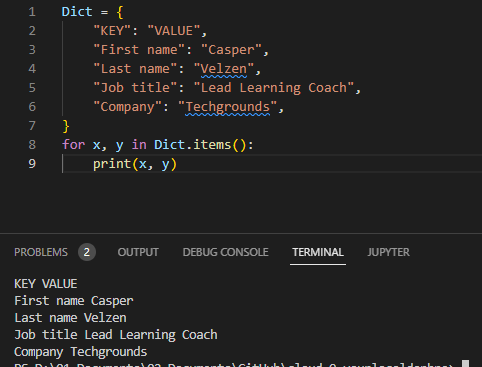 1 Dict = {
2 "KEY": "VALUE",
3 "First name": "Casper",
4 "Last name": "Velzen",
5 "Job title": "Lead Learning Coach",
6 "Company": "Techgrounds",
7 }
8 for x, y in Dict.items():
9 print(x, y)
PROBLEMS 2 OUTPUT DEBUG CONSOLE TERMINAL JUPYTER
KEY VALUE
First name Casper
Last name Velzen
Job title Lead Learning Coach
Company Techgrounds